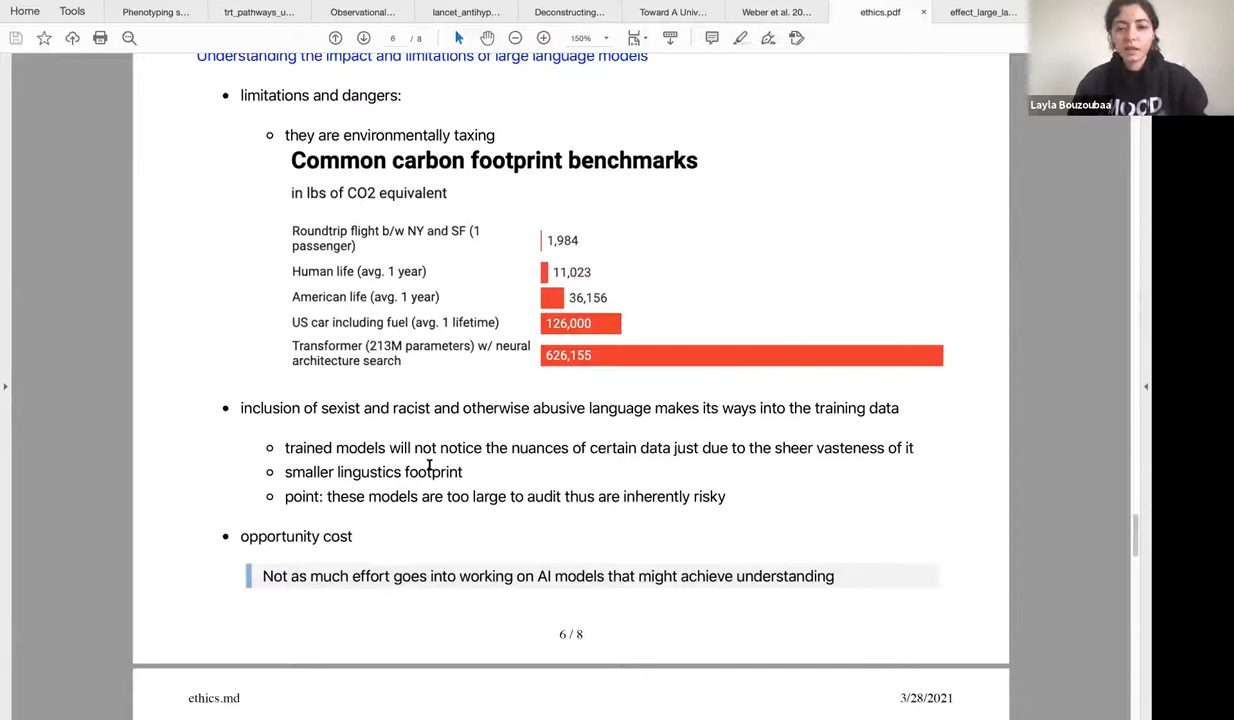 Home
Tools
Phenotyping s...
trt_pathways_u...
Observational...
lancet_antihyp...
Deconstructing...
Toward A Univ...
Weber et al. 20...
ethics.pdf
×
effect_large_la...
6 / 8
150%
Layla Bouzoubaa
Understanding the impact and limitations of large language models
• limitations and dangers:
they are environmentally taxing
Common carbon footprint benchmarks
in lbs of CO2 equivalent
Roundtrip flight b/w NY and SF (1
passenger)
1,984
Human life (avg. 1 year)
11,023
American life (avg. 1 year)
36,156
US car including fuel (avg. 1 lifetime)
126,000
Transformer (213M parameters) w/ neural
architecture search
626,155
• inclusion of sexist and racist and otherwise abusive language makes its ways into the training data
trained models will not notice the nuances of certain data just due to the sheer vasteness of it
smaller lingustics footprint
point: these models are too large to audit thus are inherently risky
• opportunity cost
Not as much effort goes into working on AI models that might achieve understanding
6 / 8
ethics.md
3/28/2021